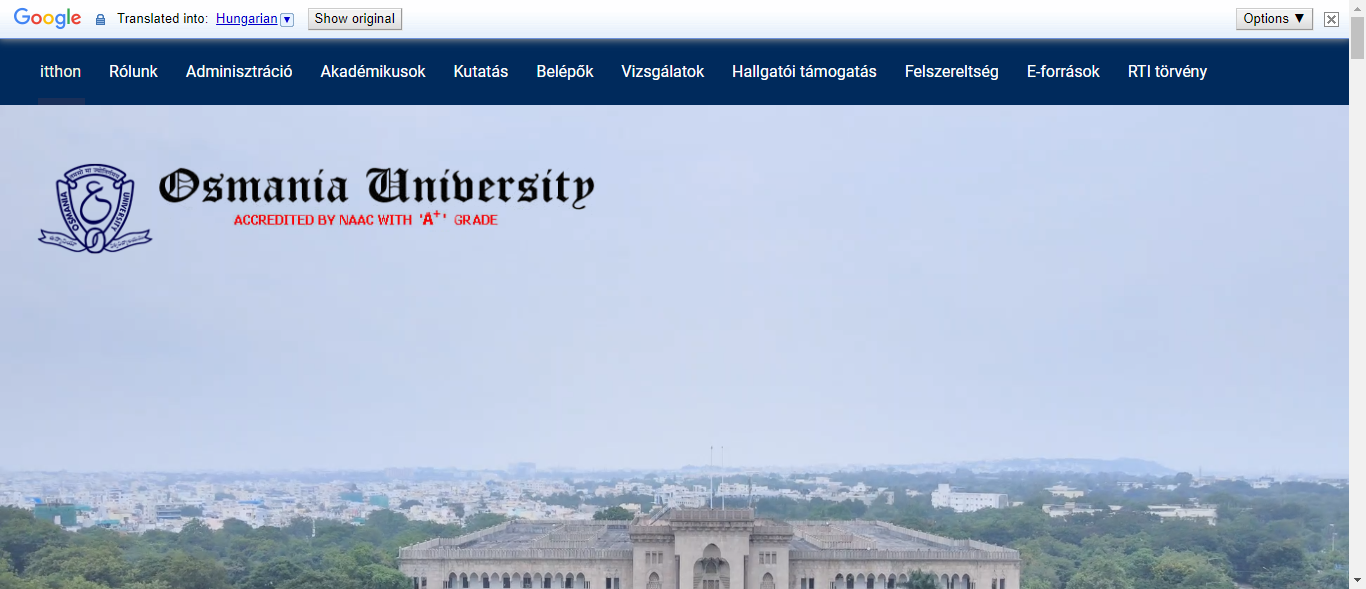 Google Translated into: Hungarian ▼ Show original Options ▼
itthon Rólunk Adminisztráció Akadémikusok Kutatás Belépők Vizsgálatok Hallgatói támogatás Felszereltség E-források RTI törvény
Osmania University
ACCREDITED BY NAAC WITH 'A+' GRADE
OSMANIA UNIVERSITY